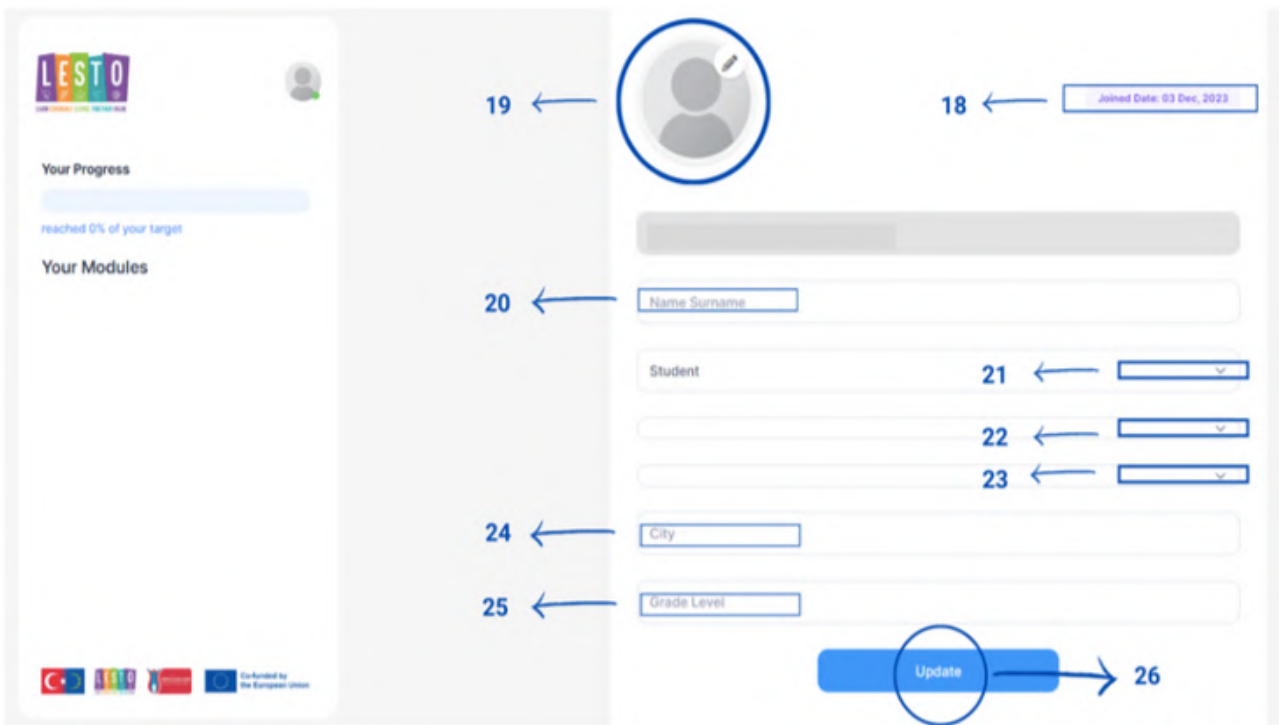 LESTO
Your Progress
reached 0% of your target
Your Modules
LESTO
Co-funded by
the European Union
19
18
Joined Date: 03 Dec, 2023
20
Name Surname
Student
21
22
23
24
City
25
Grade Level
Update
26